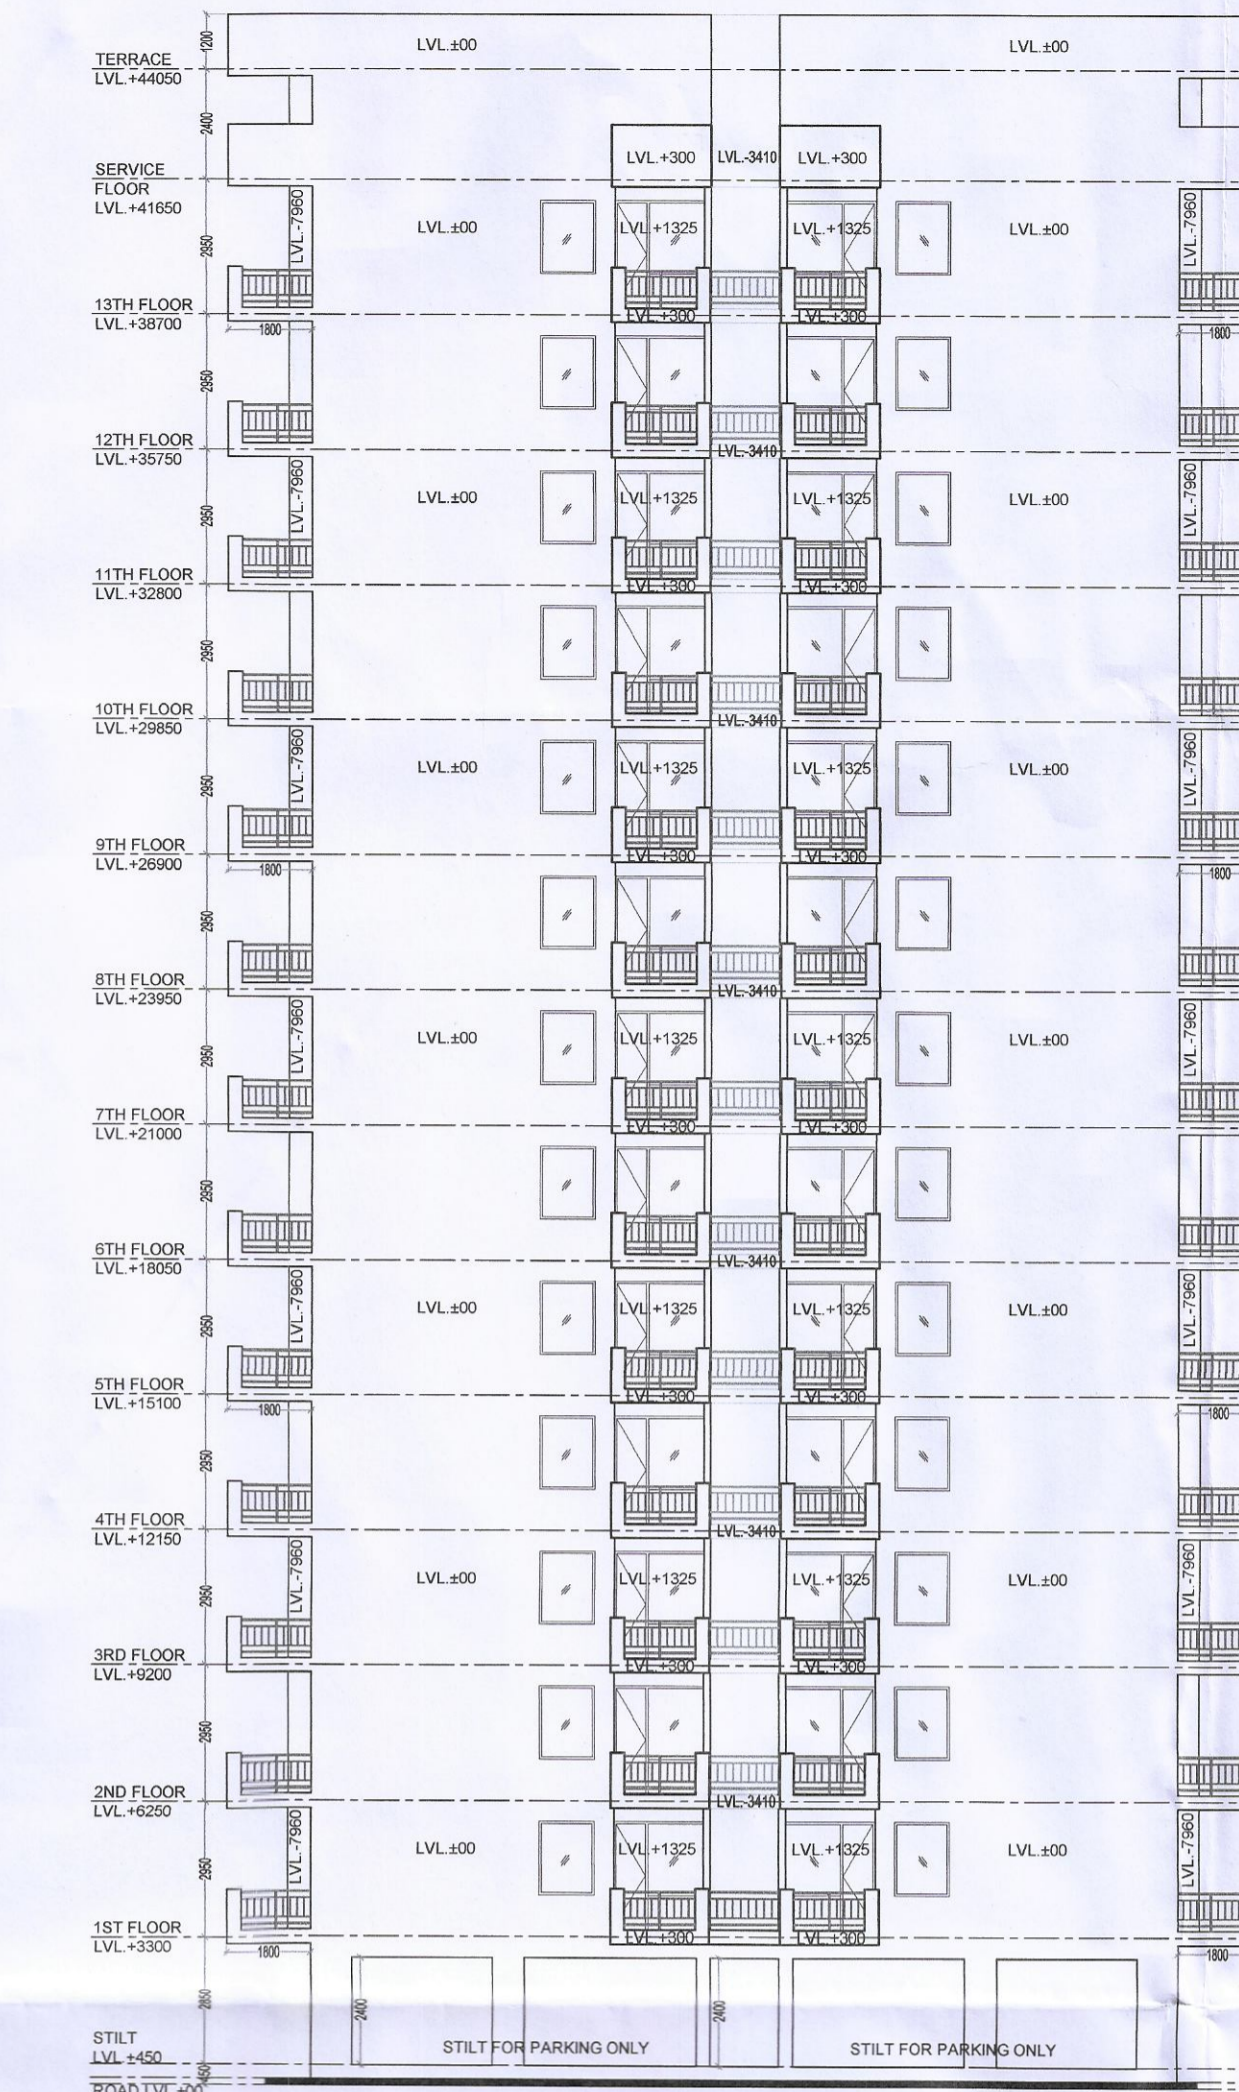 1200
LVL.±00
LVL.±00
TERRACE
LVL.+44050
2400
LVL.+300
LVL.-3410
LVL.+300
SERVICE
FLOOR
LVL.+41650
LVL.-7960
LVL.±00
LVL.+1325
LVL.+1325
LVL.±00
LVL.-7960
2950
13TH FLOOR
LVL.+38700
LVL.+300
LVL.+300
1800
1800
2950
12TH FLOOR
LVL.+35750
LVL.-3410
LVL.-7960
LVL.±00
LVL.+1325
LVL.+1325
LVL.±00
LVL.-7960
2950
11TH FLOOR
LVL.+32800
LVL.+300
LVL.+300
2950
10TH FLOOR
LVL.+29850
LVL.-3410
LVL.-7960
LVL.±00
LVL.+1325
LVL.+1325
LVL.±00
LVL.-7960
2950
9TH FLOOR
LVL.+26900
LVL.+300
LVL.+300
1800
1800
2950
8TH FLOOR
LVL.+23950
LVL.-3410
LVL.-7960
LVL.±00
LVL.+1325
LVL.+1325
LVL.±00
LVL.-7960
2950
7TH FLOOR
LVL.+21000
LVL.+300
LVL.+300
2950
6TH FLOOR
LVL.+18050
LVL.-3410
LVL.-7960
LVL.±00
LVL.+1325
LVL.+1325
LVL.±00
LVL.-7960
2950
5TH FLOOR
LVL.+15100
LVL.+300
LVL.+300
1800
1800
2950
4TH FLOOR
LVL.+12150
LVL.-3410
LVL.-7960
LVL.±00
LVL.+1325
LVL.+1325
LVL.±00
LVL.-7960
2950
3RD FLOOR
LVL.+9200
LVL.+300
LVL.+300
2950
2ND FLOOR
LVL.+6250
LVL.-3410
LVL.-7960
LVL.±00
LVL.+1325
LVL.+1325
LVL.±00
LVL.-7960
2950
1ST FLOOR
LVL.+3300
LVL.+300
LVL.+300
1800
1800
2850
2400
2400
STILT
LVL.+450
STILT FOR PARKING ONLY
STILT FOR PARKING ONLY
450
ROAD LVL.+00